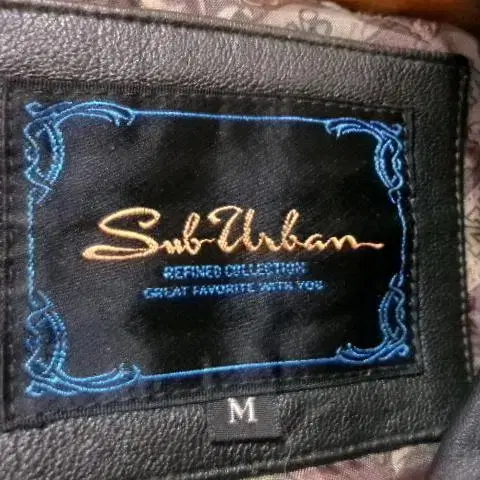 Sub-Urban
REFINED COLLECTION
GREAT FAVORITE WITH YOU
M